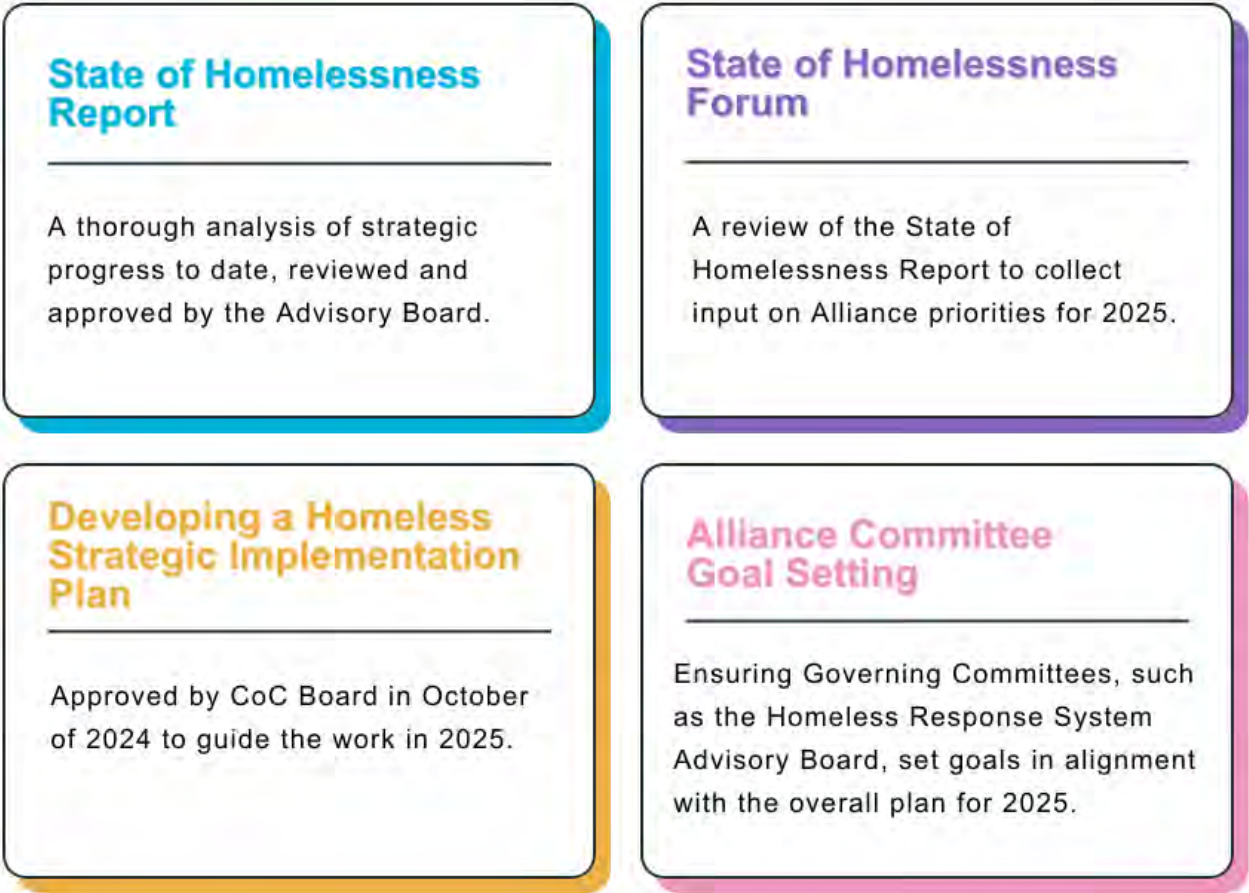 State of Homelessness
Report
A thorough analysis of strategic
progress to date, reviewed and
approved by the Advisory Board.
State of Homelessness
Forum
A review of the State of
Homelessness Report to collect
input on Alliance priorities for 2025.
Developing a Homeless
Strategic Implementation
Plan
Approved by CoC Board in October
of 2024 to guide the work in 2025.
Alliance Committee
Goal Setting
Ensuring Governing Committees, such
as the Homeless Response System
Advisory Board, set goals in alignment
with the overall plan for 2025.